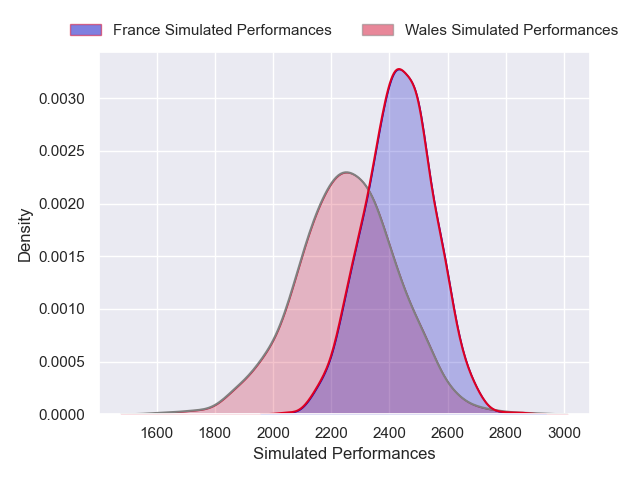 France Simulated Performances Wales Simulated Performances
0.0030
0.0025
0.0020
0.0015
0.0010
0.0005
0.0000
Density
1600 1800 2000 2200 2400 2600 2800 3000
Simulated Performances